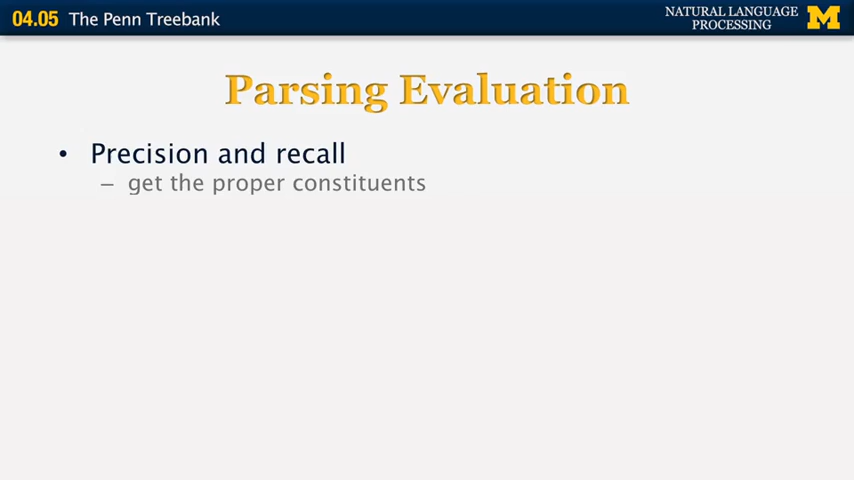 04.05 The Penn Treebank
NATURAL LANGUAGE
PROCESSING
M
Parsing Evaluation
• Precision and recall
– get the proper constituents